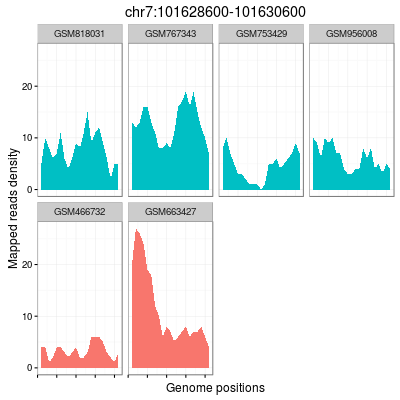 chr7:101628600-101630600
GSM818031 GSM767343 GSM753429 GSM956008
20
10
0
GSM466732 GSM663427
20
10
0
Mapped reads density
Genome positions